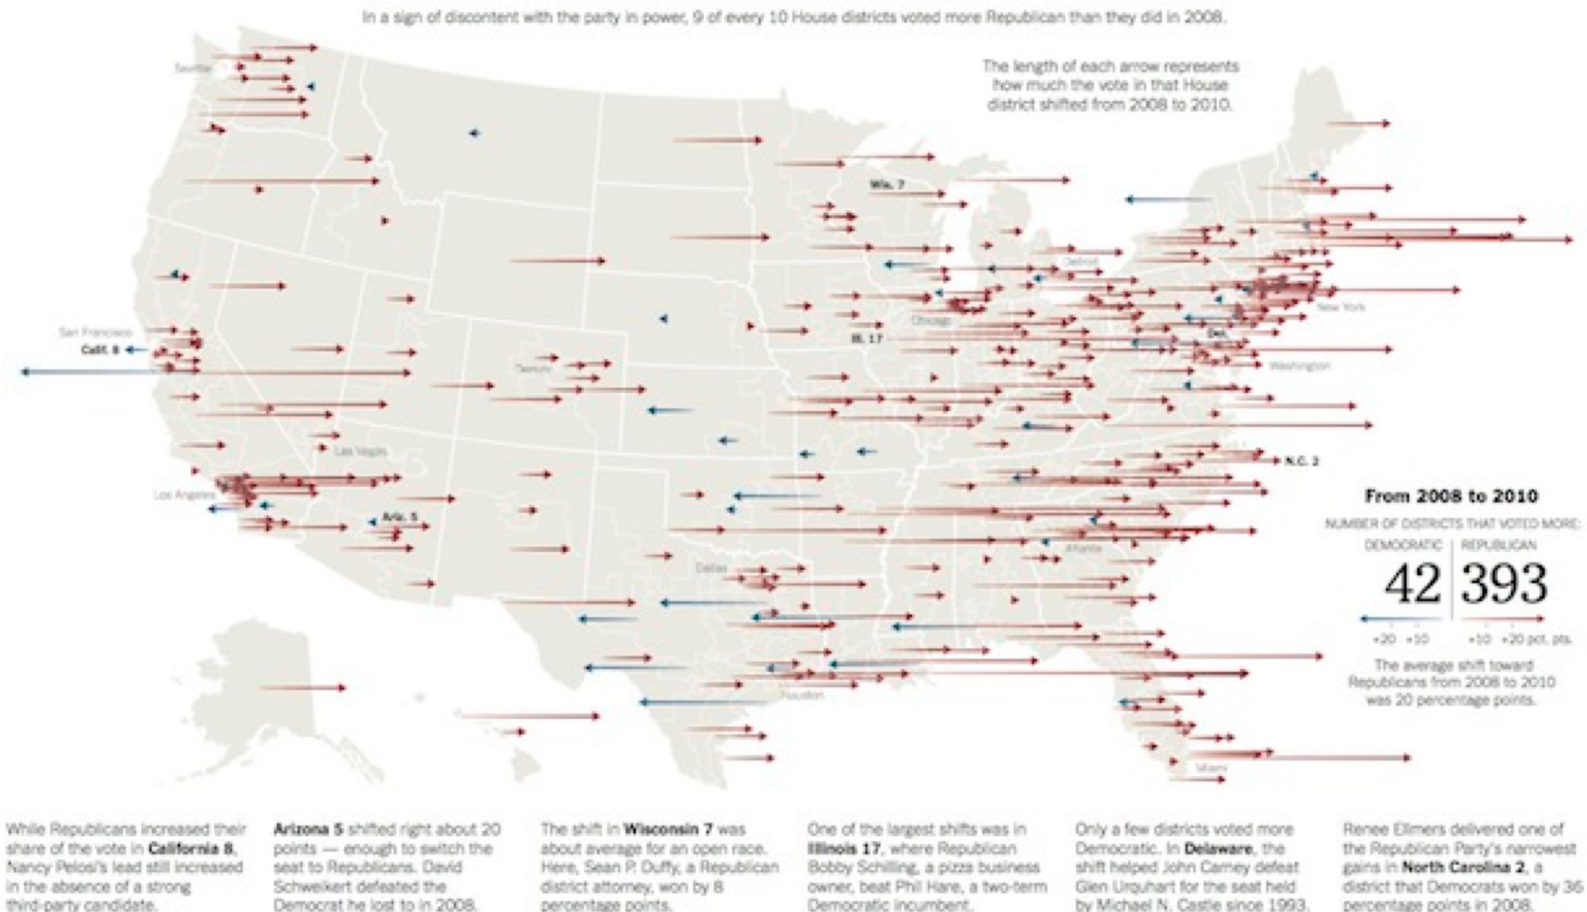 In a sign of discontent with the party in power, 9 of every 10 House districts voted more Republican than they did in 2008.
The length of each arrow represents
how much the vote in that House
district shifted from 2008 to 2010.
Seattle
Wis. 7
Detroit
San Francisco
Calif. 8
Chicago
Ill. 17
New York
Del.
Denver
Washington
Las Vegas
N.C. 2
Los Angeles
Ariz. 5
Atlanta
Dallas
Houston
Miami
From 2008 to 2010
NUMBER OF DISTRICTS THAT VOTED MORE:
DEMOCRATIC REPUBLICAN
42 393
+20 +10 +10 +20 pct. pts.
The average shift toward
Republicans from 2008 to 2010
was 20 percentage points.
While Republicans increased their
share of the vote in California 8,
Nancy Pelosi's lead still increased
in the absence of a strong
third-party candidate.
Arizona 5 shifted right about 20
points — enough to switch the
seat to Republicans. David
Schweikert defeated the
Democrat he lost to in 2008.
The shift in Wisconsin 7 was
about average for an open race.
Here, Sean P. Duffy, a Republican
district attorney, won by 8
percentage points.
One of the largest shifts was in
Illinois 17, where Republican
Bobby Schilling, a pizza business
owner, beat Phil Hare, a two-term
Democratic incumbent.
Only a few districts voted more
Democratic. In Delaware, the
shift helped John Carney defeat
Glen Urquhart for the seat held
by Michael N. Castle since 1993.
Renee Ellmers delivered one of
the Republican Party's narrowest
gains in North Carolina 2, a
district that Democrats won by 36
percentage points in 2008.